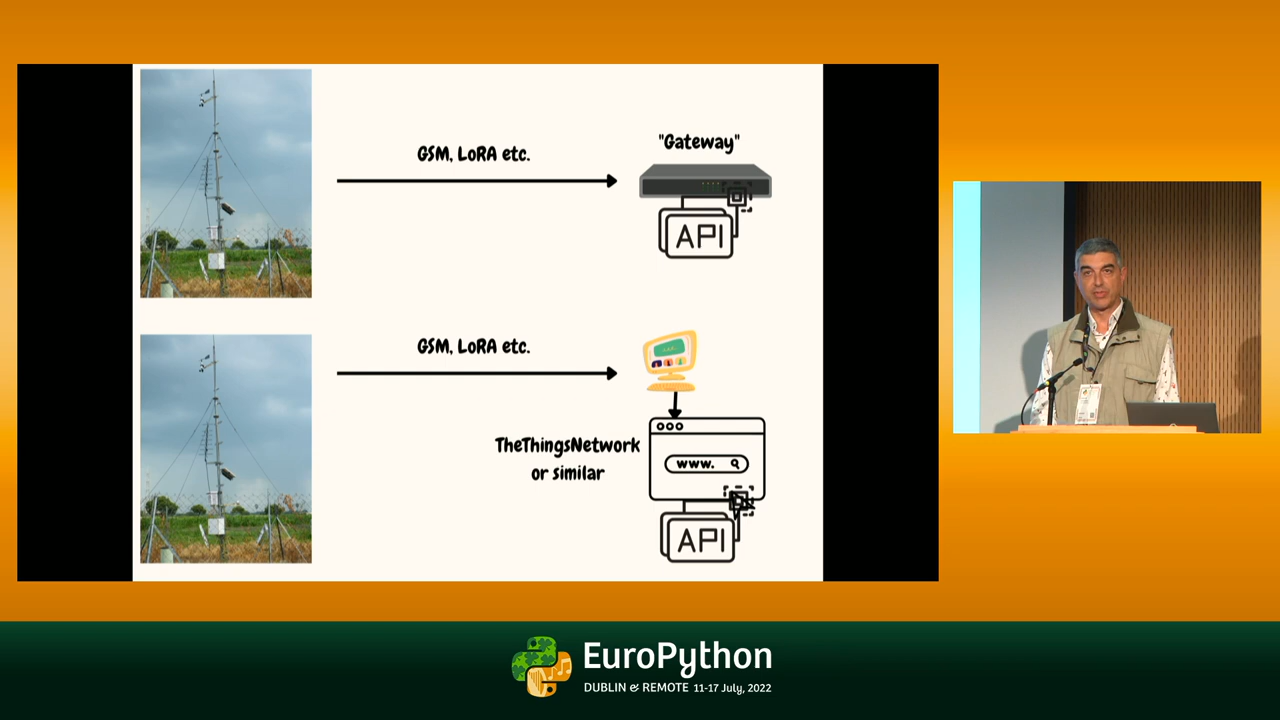 GSM, LoRA etc.
"Gateway"
API
GSM, LoRA etc.
TheThingsNetwork
or similar
www.
API
EuroPython
DUBLIN & REMOTE 11-17 July, 2022